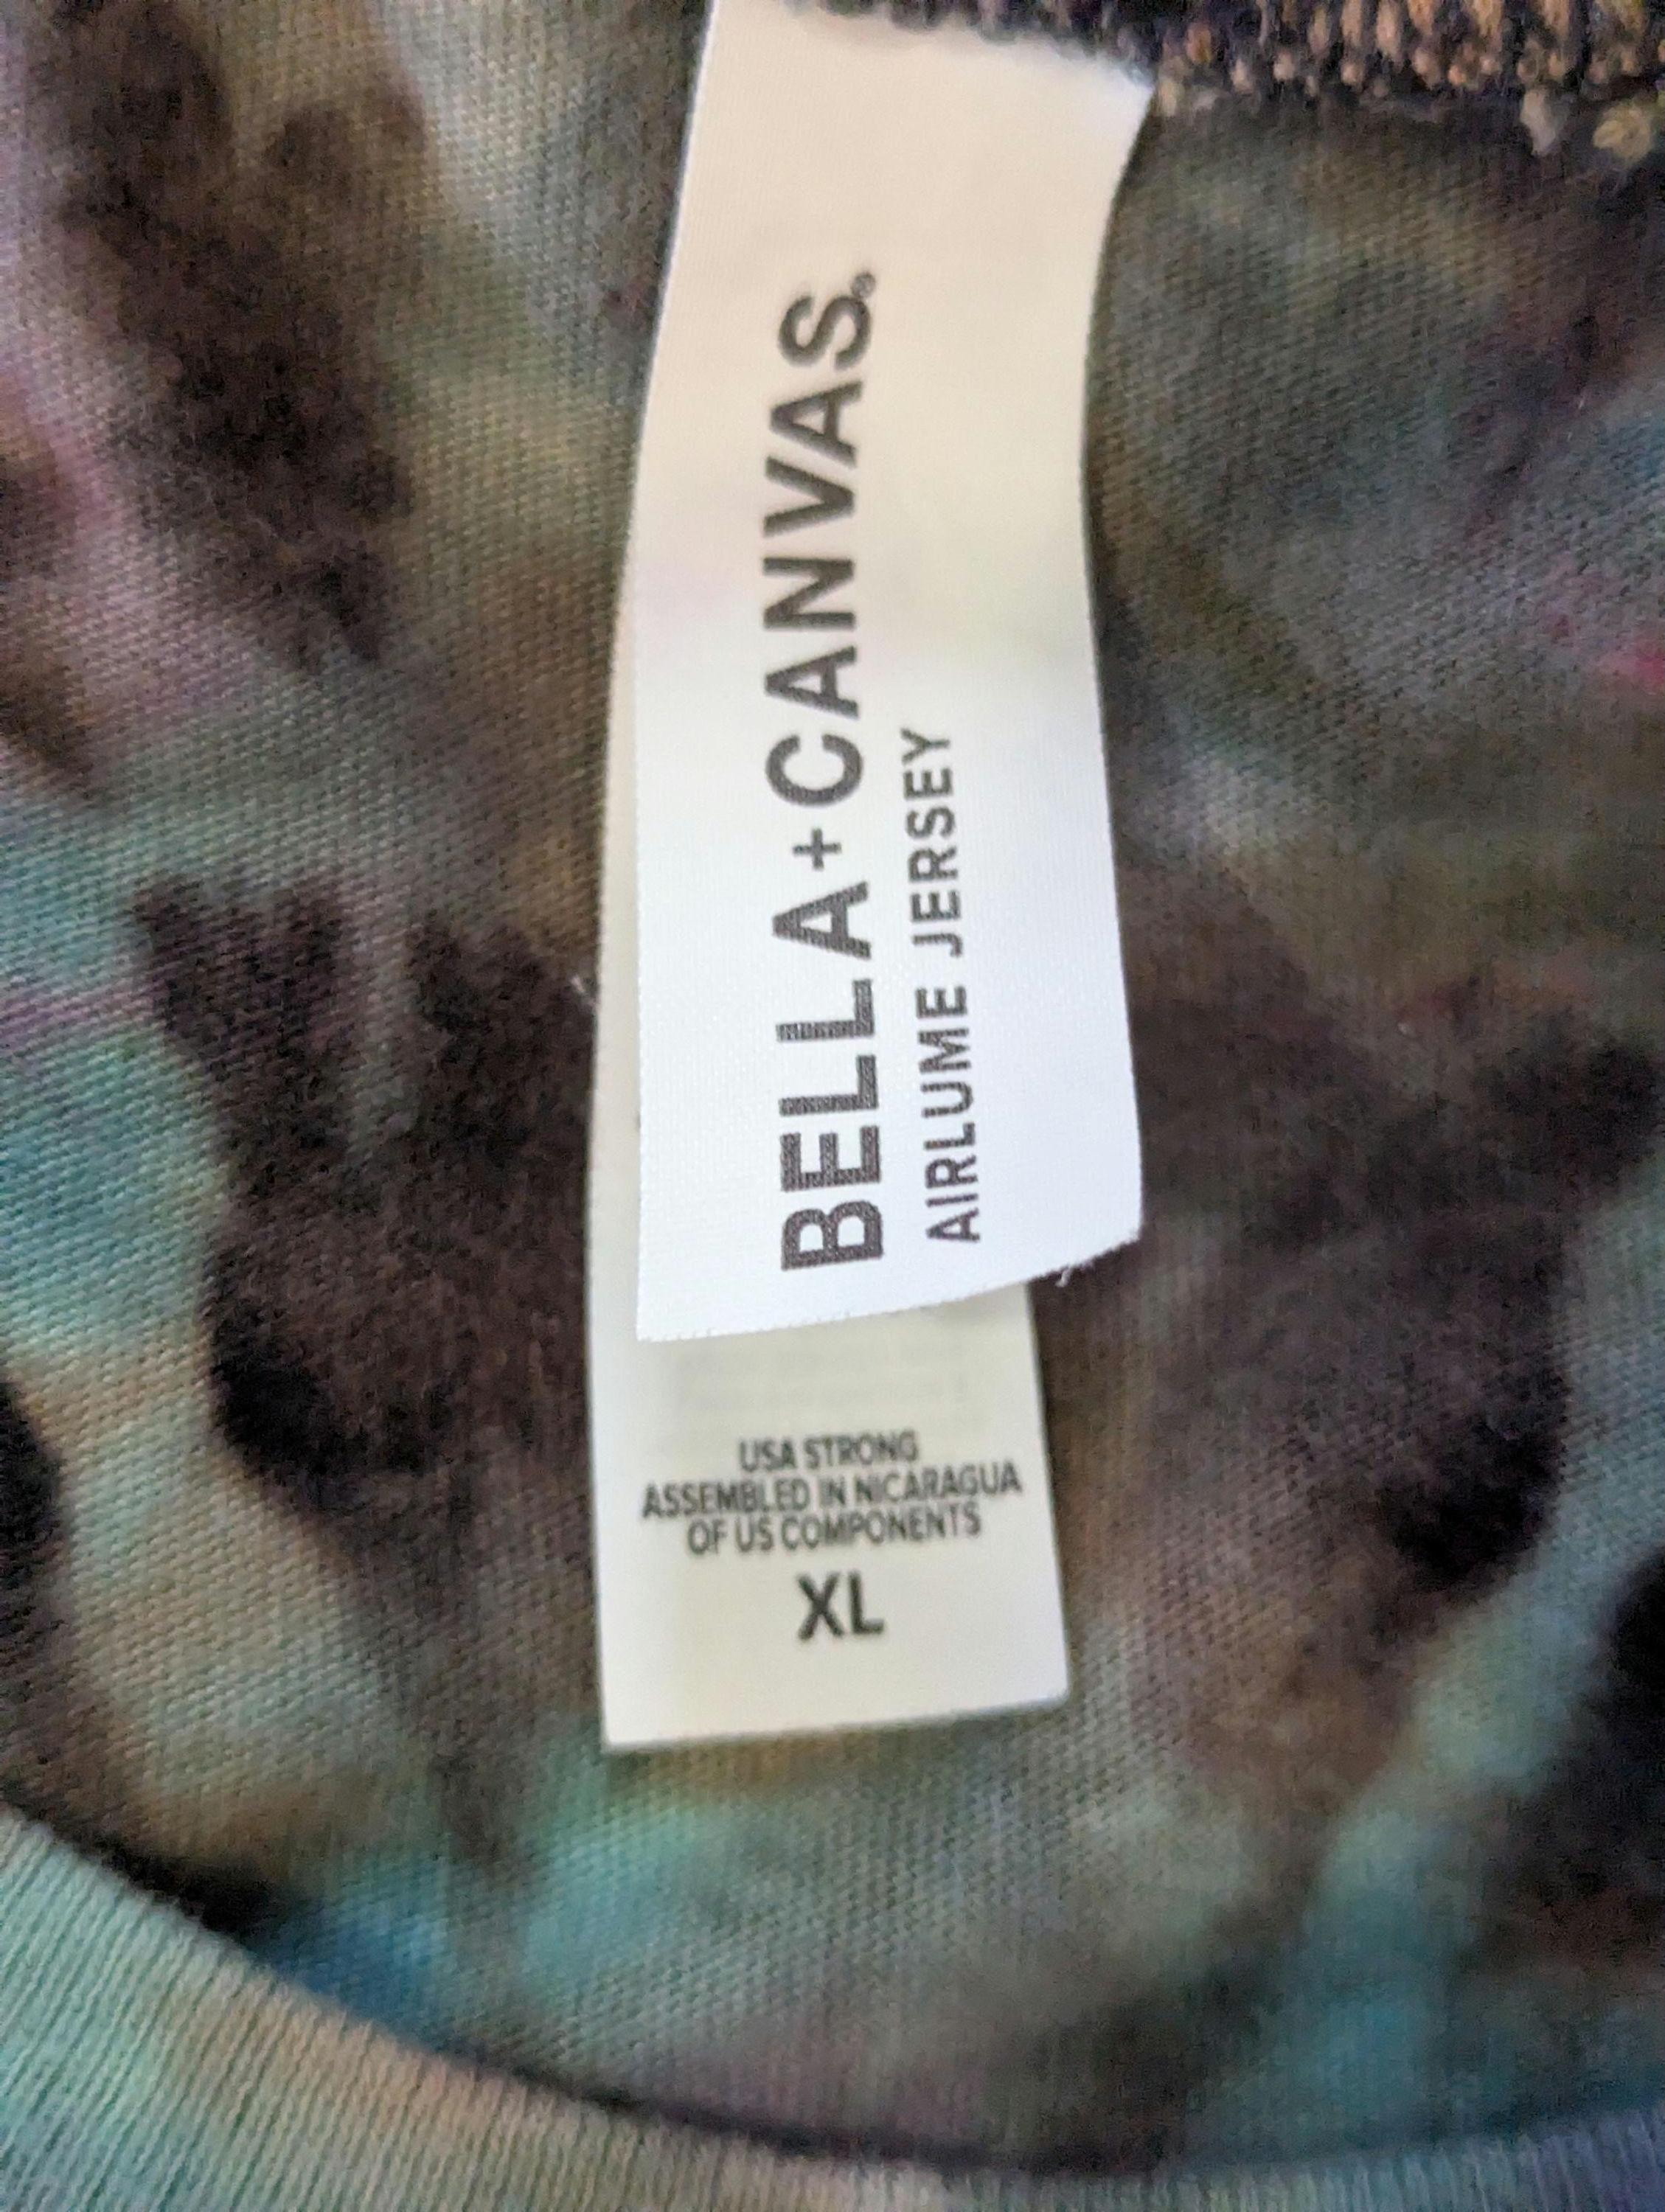 BELLA+CANVAS®
AIRLUME JERSEY
USA STRONG
ASSEMBLED IN NICARAGUA
OF US COMPONENTS
XL